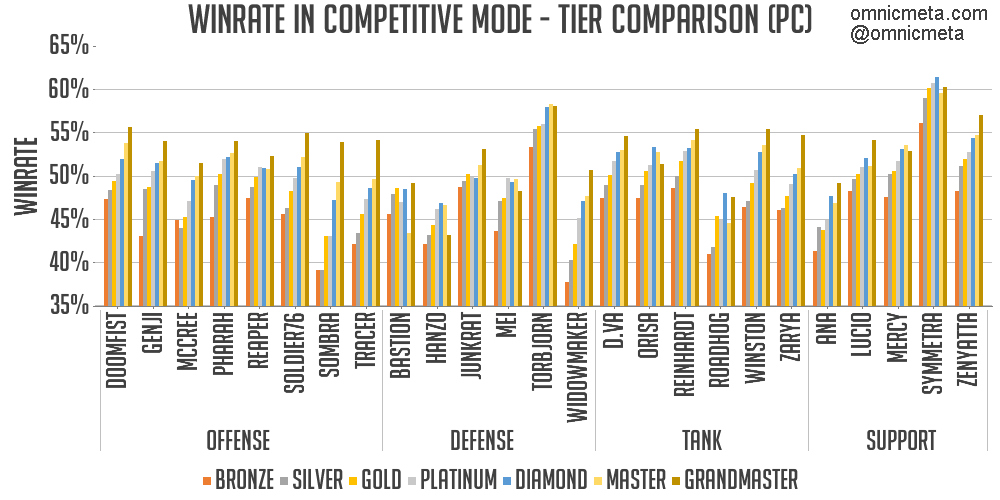 WINRATE IN COMPETITIVE MODE - TIER COMPARISON (PC)
omnicmeta.com
@omnicmeta
65%
60%
55%
50%
45%
40%
35%
WINRATE
DOOMFIST
GENJI
MCCREE
PHARAH
REAPER
SOLDIER76
SOMBRA
TRACER
BASTION
HANZO
JUNKRAT
MEI
TORBJORN
WIDOWMAKER
D.VA
ORISA
REINHARDT
ROADHOG
WINSTON
ZARYA
ANA
LUCIO
MERCY
SYMMETRA
ZENYATTA
OFFENSE
DEFENSE
TANK
SUPPORT
BRONZE SILVER GOLD PLATINUM DIAMOND MASTER GRANDMASTER